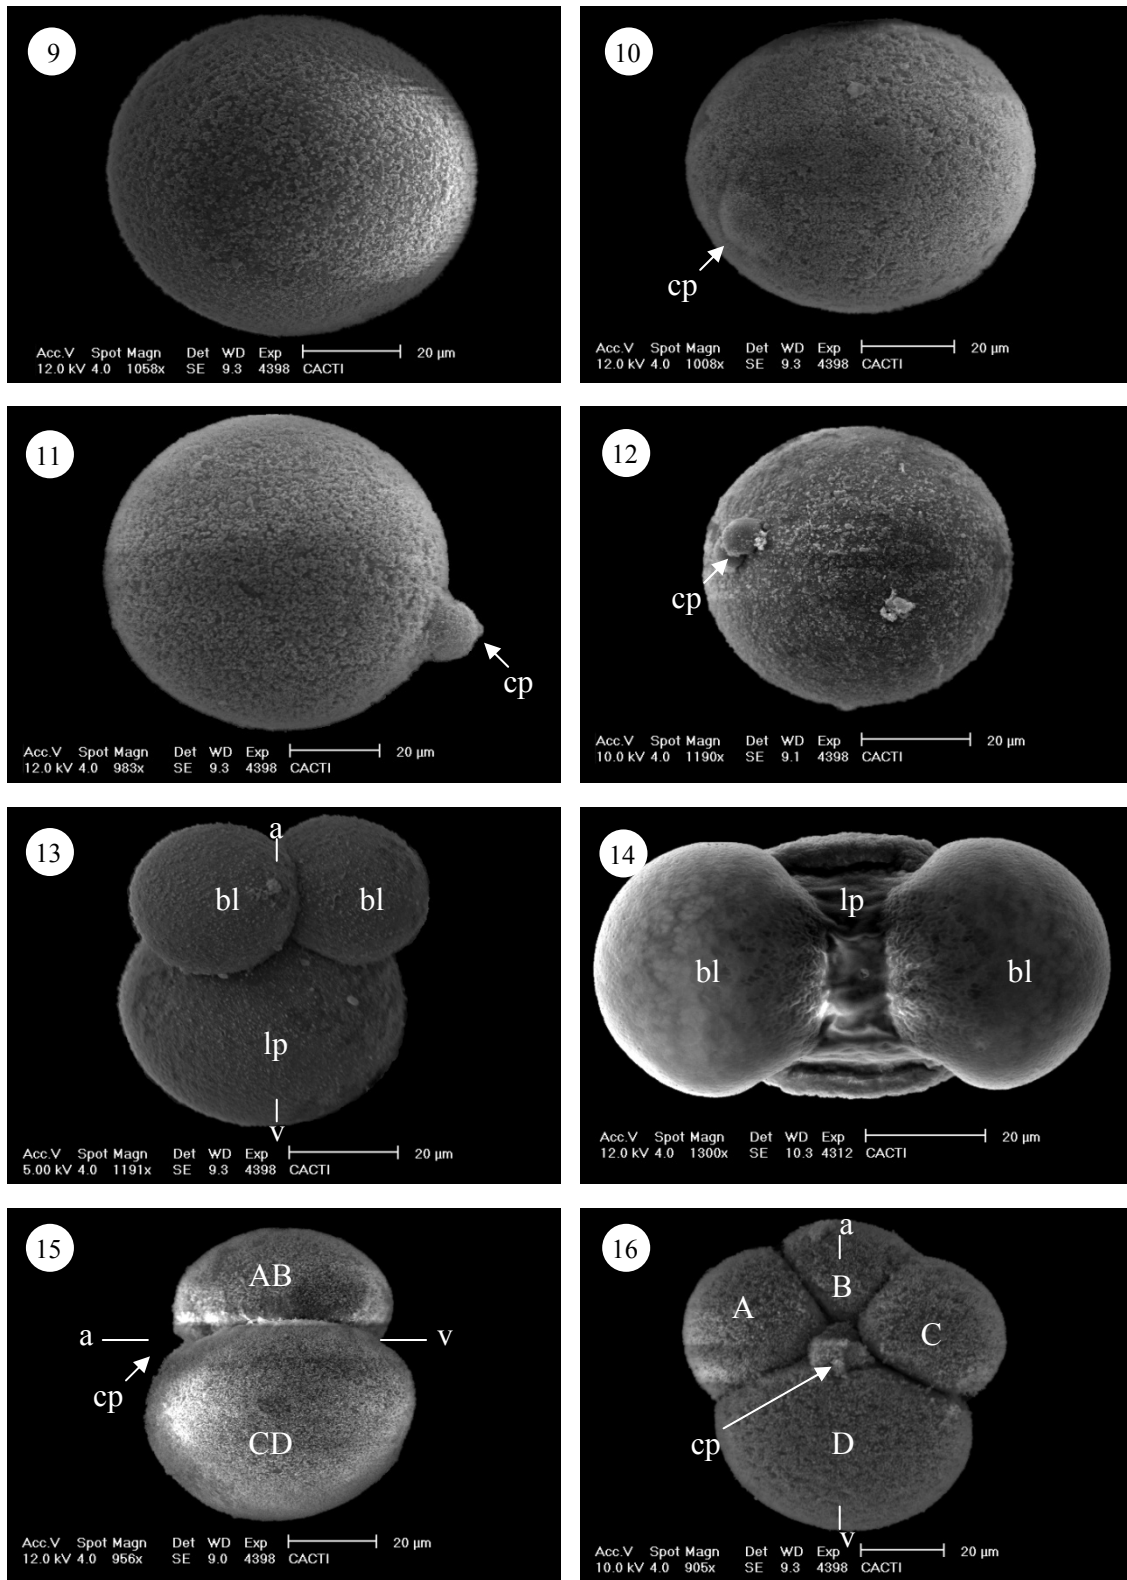 9
Acc.V Spot Magn Det WD Exp 20 µm
12.0 kV 4.0 1058x SE 9.3 4398 CACTI
10
cp
Acc.V Spot Magn Det WD Exp 20 µm
12.0 kV 4.0 1008x SE 9.3 4398 CACTI
11
cp
Acc.V Spot Magn Det WD Exp 20 µm
12.0 kV 4.0 983x SE 9.3 4398 CACTI
12
cp
Acc.V Spot Magn Det WD Exp 20 µm
10.0 kV 4.0 1190x SE 9.1 4398 CACTI
13
a
bl bl
lp
v
Acc.V Spot Magn Det WD Exp 20 µm
5.00 kV 4.0 1191x SE 9.3 4398 CACTI
14
lp
bl bl
Acc.V Spot Magn Det WD Exp 20 µm
12.0 kV 4.0 1300x SE 10.3 4312 CACTI
15
AB
a v
cp
CD
Acc.V Spot Magn Det WD Exp 20 µm
12.0 kV 4.0 956x SE 9.0 4398 CACTI
16
a
B
A C
cp D
v
Acc.V Spot Magn Det WD Exp 20 µm
10.0 kV 4.0 905x SE 9.3 4398 CACTI